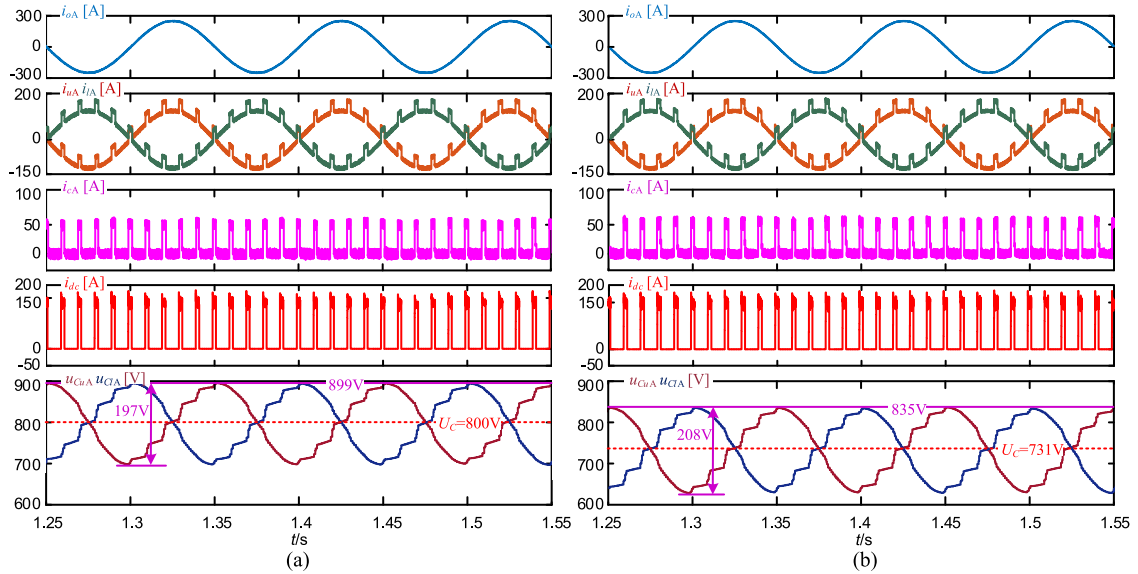 i_oA [A]
300
0
-300
i_uA i_lA [A]
200
0
-150
i_cA [A]
100
50
0
i_dc [A]
200
150
0
-50
u_CuA u_ClA [V]
900
800
700
600
899V
197V
U_C=800V
1.25 1.3 1.35 1.4 1.45 1.5 1.55
t/s
(a)
i_oA [A]
300
0
-300
i_uA i_lA [A]
200
0
-150
i_cA [A]
100
50
0
i_dc [A]
200
150
0
-50
u_CuA u_ClA [V]
900
800
700
600
835V
208V
U_C=731V
1.25 1.3 1.35 1.4 1.45 1.5 1.55
t/s
(b)